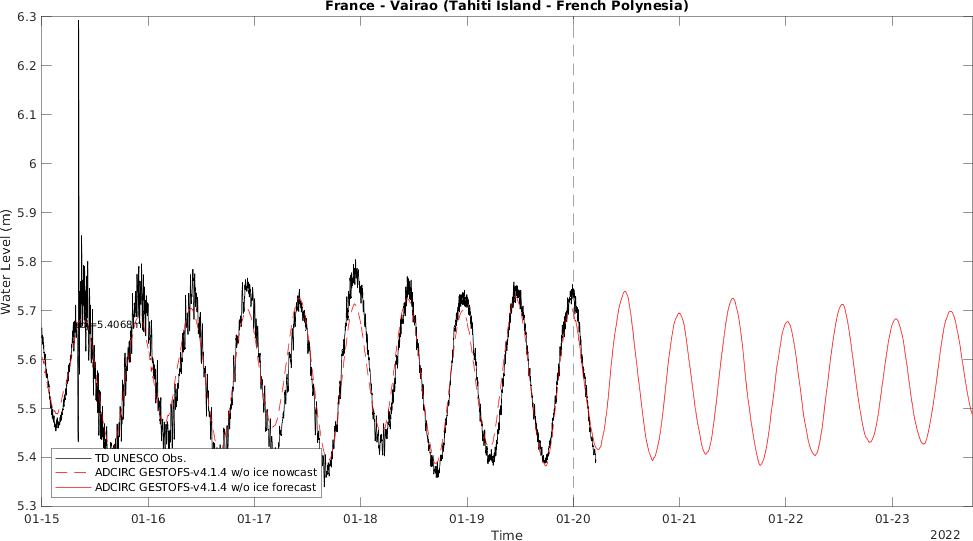 France - Vairao (Tahiti Island - French Polynesia)
Water Level (m)
6.3
6.2
6.1
6
5.9
5.8
5.7
5.6
5.5
5.4
5.3
=5.4068m
TD UNESCO Obs.
ADCIRC GESTOFS-v4.1.4 w/o ice nowcast
ADCIRC GESTOFS-v4.1.4 w/o ice forecast
01-15 01-16 01-17 01-18 01-19 01-20 01-21 01-22 01-23
Time
2022